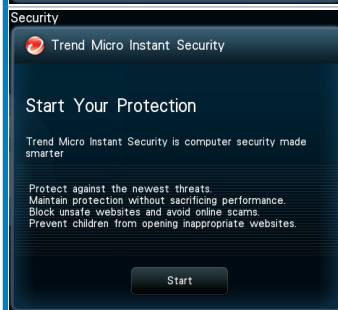 Security
Trend Micro Instant Security
Start Your Protection
Trend Micro Instant Security is computer security made
smarter
Protect against the newest threats.
Maintain protection without sacrificing performance.
Block unsafe websites and avoid online scams.
Prevent children from opening inappropriate websites.
Start